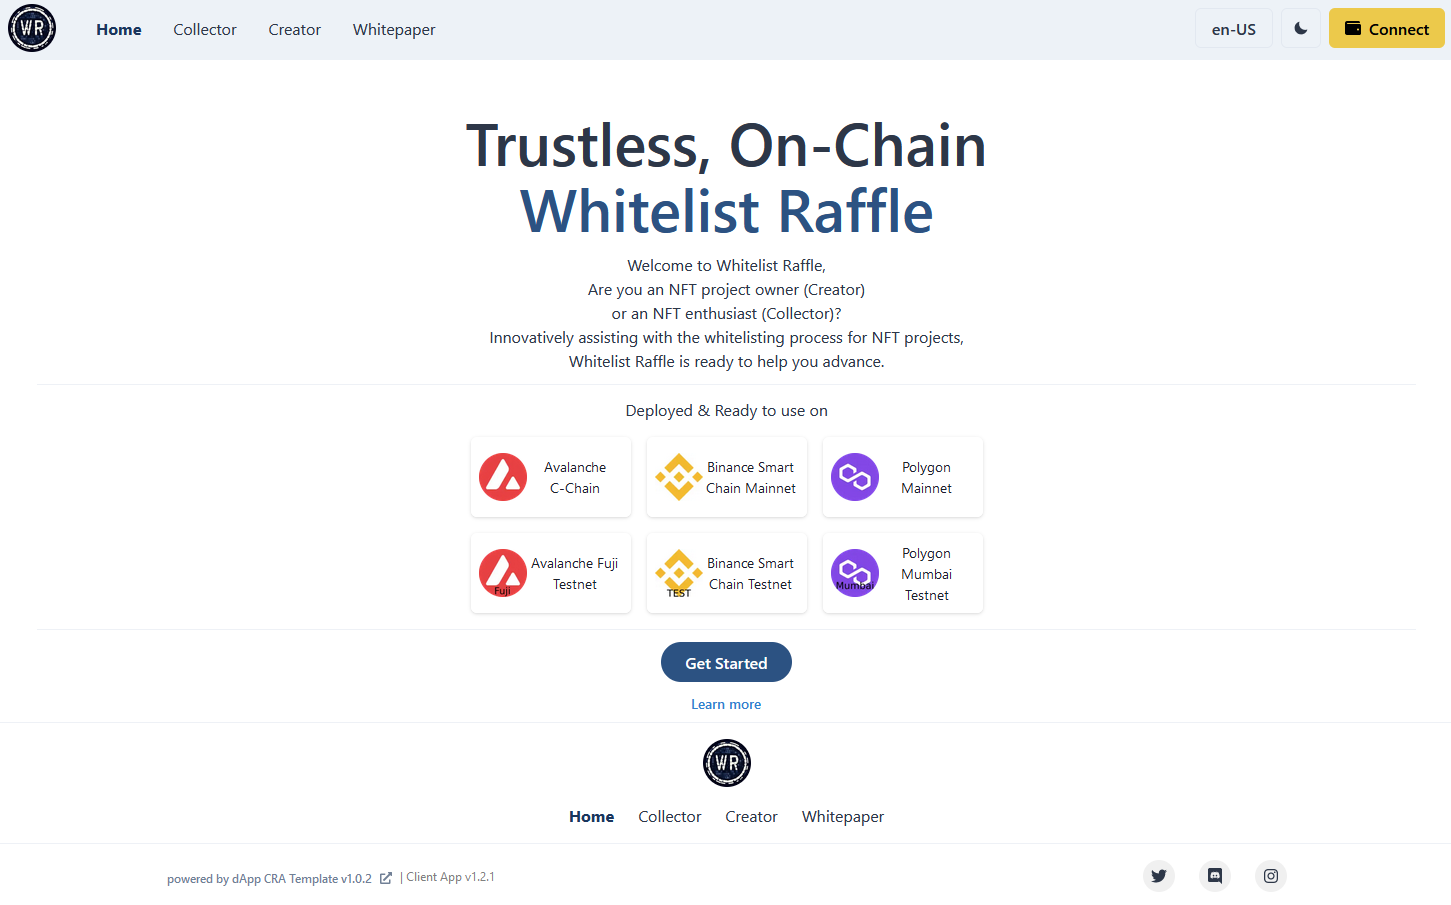 WR
Home
Collector
Creator
Whitepaper
en-US
Connect
Trustless, On-Chain
Whitelist Raffle
Welcome to Whitelist Raffle,
Are you an NFT project owner (Creator)
or an NFT enthusiast (Collector)?
Innovatively assisting with the whitelisting process for NFT projects,
Whitelist Raffle is ready to help you advance.
Deployed & Ready to use on
Avalanche
C-Chain
Binance Smart
Chain Mainnet
Polygon
Mainnet
Fuji
Avalanche Fuji
Testnet
TEST
Binance Smart
Chain Testnet
Mumbai
Polygon
Mumbai
Testnet
Get Started
Learn more
WR
Home
Collector
Creator
Whitepaper
powered by dApp CRA Template v1.0.2
| Client App v1.2.1